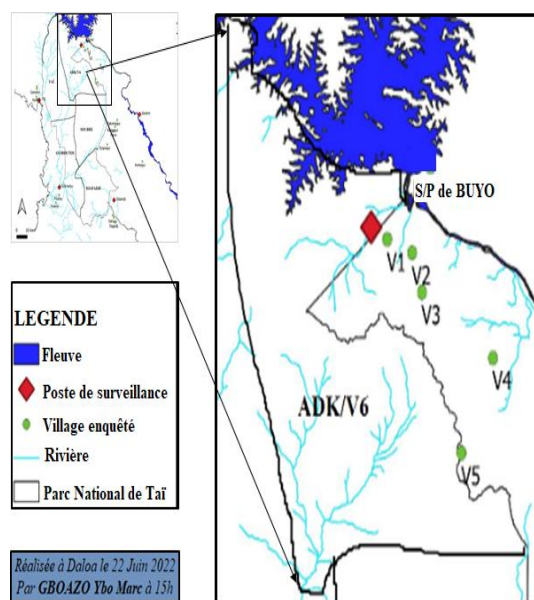 S/P de BUYO
V1
V2
V3
V4
ADK/V6
V5
LEGENDE
Fleuve
Poste de surveillance
Village enquêté
Rivière
Parc National de Taï
Réalisée à Daloa le 22 Juin 2022
Par GBOAZO Ybo Marc à 15h